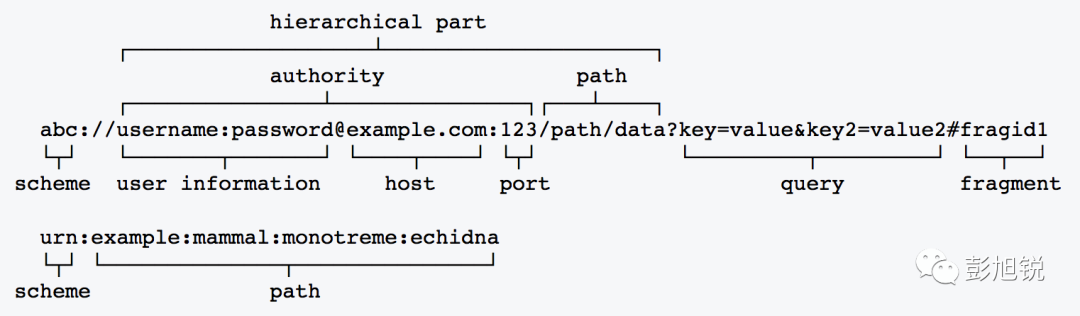 hierarchical part
authority path
abc://username:password@example.com:123/path/data?key=value&key2=value2#fragid1
scheme user information host port query fragment
urn:example:mammal:monotreme:echidna
scheme path
彭旭锐